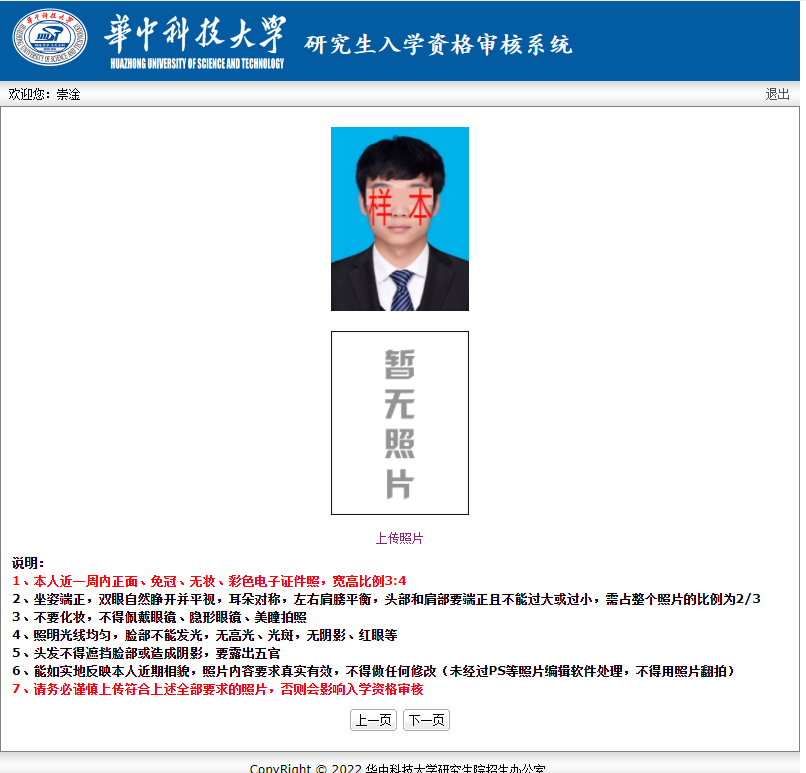 華中科技大學
HUAZHONG UNIVERSITY OF SCIENCE AND TECHNOLOGY
研究生入学资格审核系统
欢迎您：崇淦
退出
样本
暂无照片
上传照片
说明：
1、本人近一周内正面、免冠、无妆、彩色电子证件照，宽高比例3:4
2、坐姿端正，双眼自然睁开并平视，耳朵对称，左右肩膀平衡，头部和肩部要端正且不能过大或过小，需占整个照片的比例为2/3
3、不要化妆，不得佩戴眼镜、隐形眼镜、美瞳拍照
4、照明光线均匀，脸部不能发光，无高光、光斑，无阴影、红眼等
5、头发不得遮挡脸部或造成阴影，要露出五官
6、能如实地反映本人近期相貌，照片内容要求真实有效，不得做任何修改（未经过PS等照片编辑软件处理，不得用照片翻拍）
7、请务必谨慎上传符合上述全部要求的照片，否则会影响入学资格审核
上一页 下一页
CopyRight © 2022 华中科技大学研究生院招生办公室